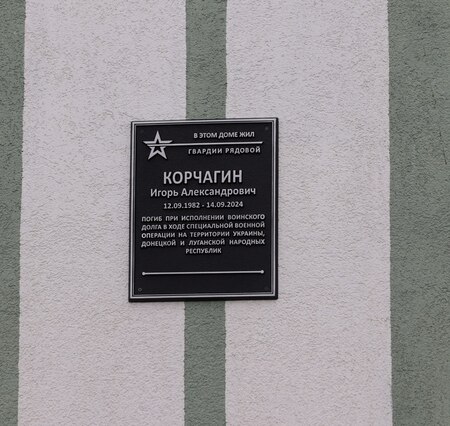 В ЭТОМ ДОМЕ ЖИЛ
ГВАРДИИ РЯДОВОЙ
КОРЧАГИН
Игорь Александрович
12.09.1982 - 14.09.2024
ПОГИБ ПРИ ИСПОЛНЕНИИ ВОИНСКОГО
ДОЛГА В ХОДЕ СПЕЦИАЛЬНОЙ ВОЕННОЙ
ОПЕРАЦИИ НА ТЕРРИТОРИИ УКРАИНЫ,
ДОНЕЦКОЙ И ЛУГАНСКОЙ НАРОДНЫХ
РЕСПУБЛИК